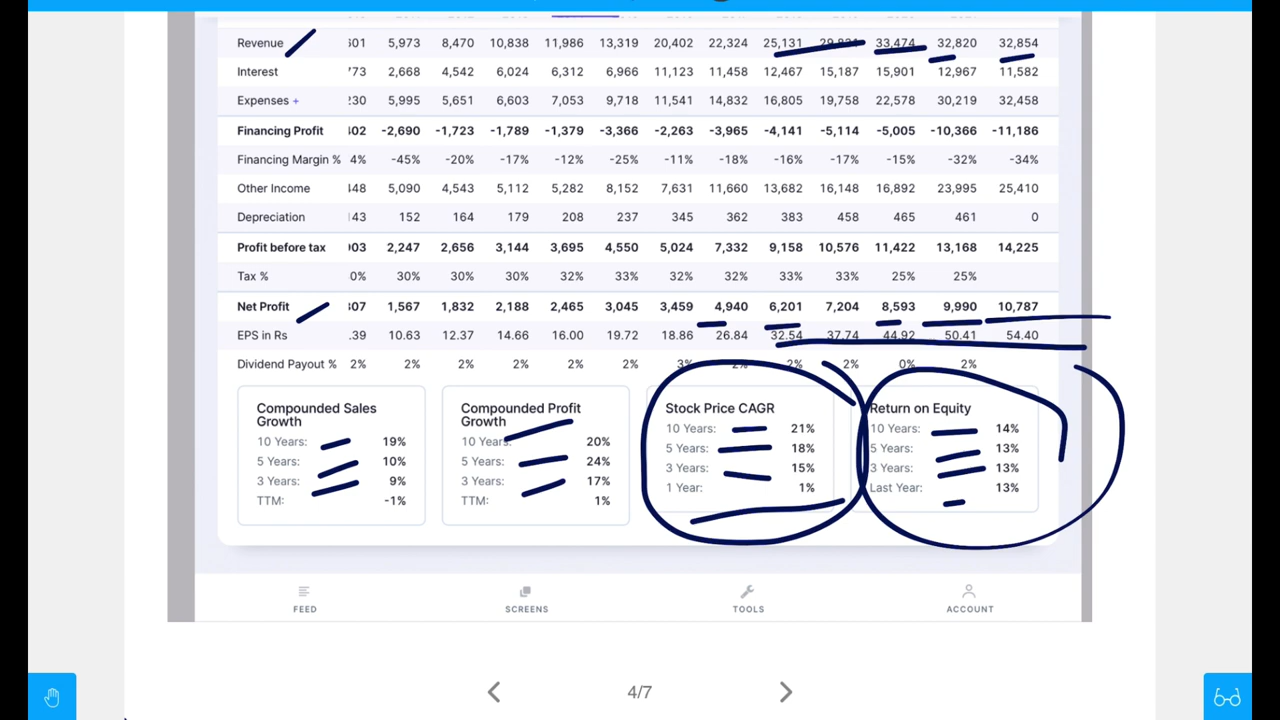 Revenue 601 5,973 8,470 10,838 11,986 13,319 20,402 22,324 25,131 33,474 32,820 32,854
Interest 773 2,668 4,542 6,024 6,312 6,966 11,123 11,458 12,467 15,187 15,901 12,967 11,582
Expenses + 230 5,995 5,651 6,603 7,053 9,718 11,541 14,832 16,805 19,758 22,578 30,219 32,458
Financing Profit 402 -2,690 -1,723 -1,789 -1,379 -3,366 -2,263 -3,965 -4,141 -5,114 -5,005 -10,366 -11,186
Financing Margin % 4% -45% -20% -17% -12% -25% -11% -18% -16% -17% -15% -32% -34%
Other Income 48 5,090 4,543 5,112 5,282 8,152 7,631 11,660 13,682 16,148 16,892 23,995 25,410
Depreciation 43 152 164 179 208 237 345 362 383 458 465 461 0
Profit before tax 03 2,247 2,656 3,144 3,695 4,550 5,024 7,332 9,158 10,576 11,422 13,168 14,225
Tax % 0% 30% 30% 30% 32% 33% 32% 32% 33% 33% 25% 25%
Net Profit 07 1,567 1,832 2,188 2,465 3,045 3,459 4,940 6,201 7,204 8,593 9,990 10,787
EPS in Rs .39 10.63 12.37 14.66 16.00 19.72 18.86 26.84 32.54 37.74 44.92 50.41 54.40
Dividend Payout % 2% 2% 2% 2% 2% 2% 3% 2% 2% 2% 0% 2%
Compounded Sales
Growth
10 Years: 19%
5 Years: 10%
3 Years: 9%
TTM: -1%
Compounded Profit
Growth
10 Years: 20%
5 Years: 24%
3 Years: 17%
TTM: 1%
Stock Price CAGR
10 Years: 21%
5 Years: 18%
3 Years: 15%
1 Year: 1%
Return on Equity
10 Years: 14%
5 Years: 13%
3 Years: 13%
Last Year: 13%
FEED SCREENS TOOLS ACCOUNT
4/7